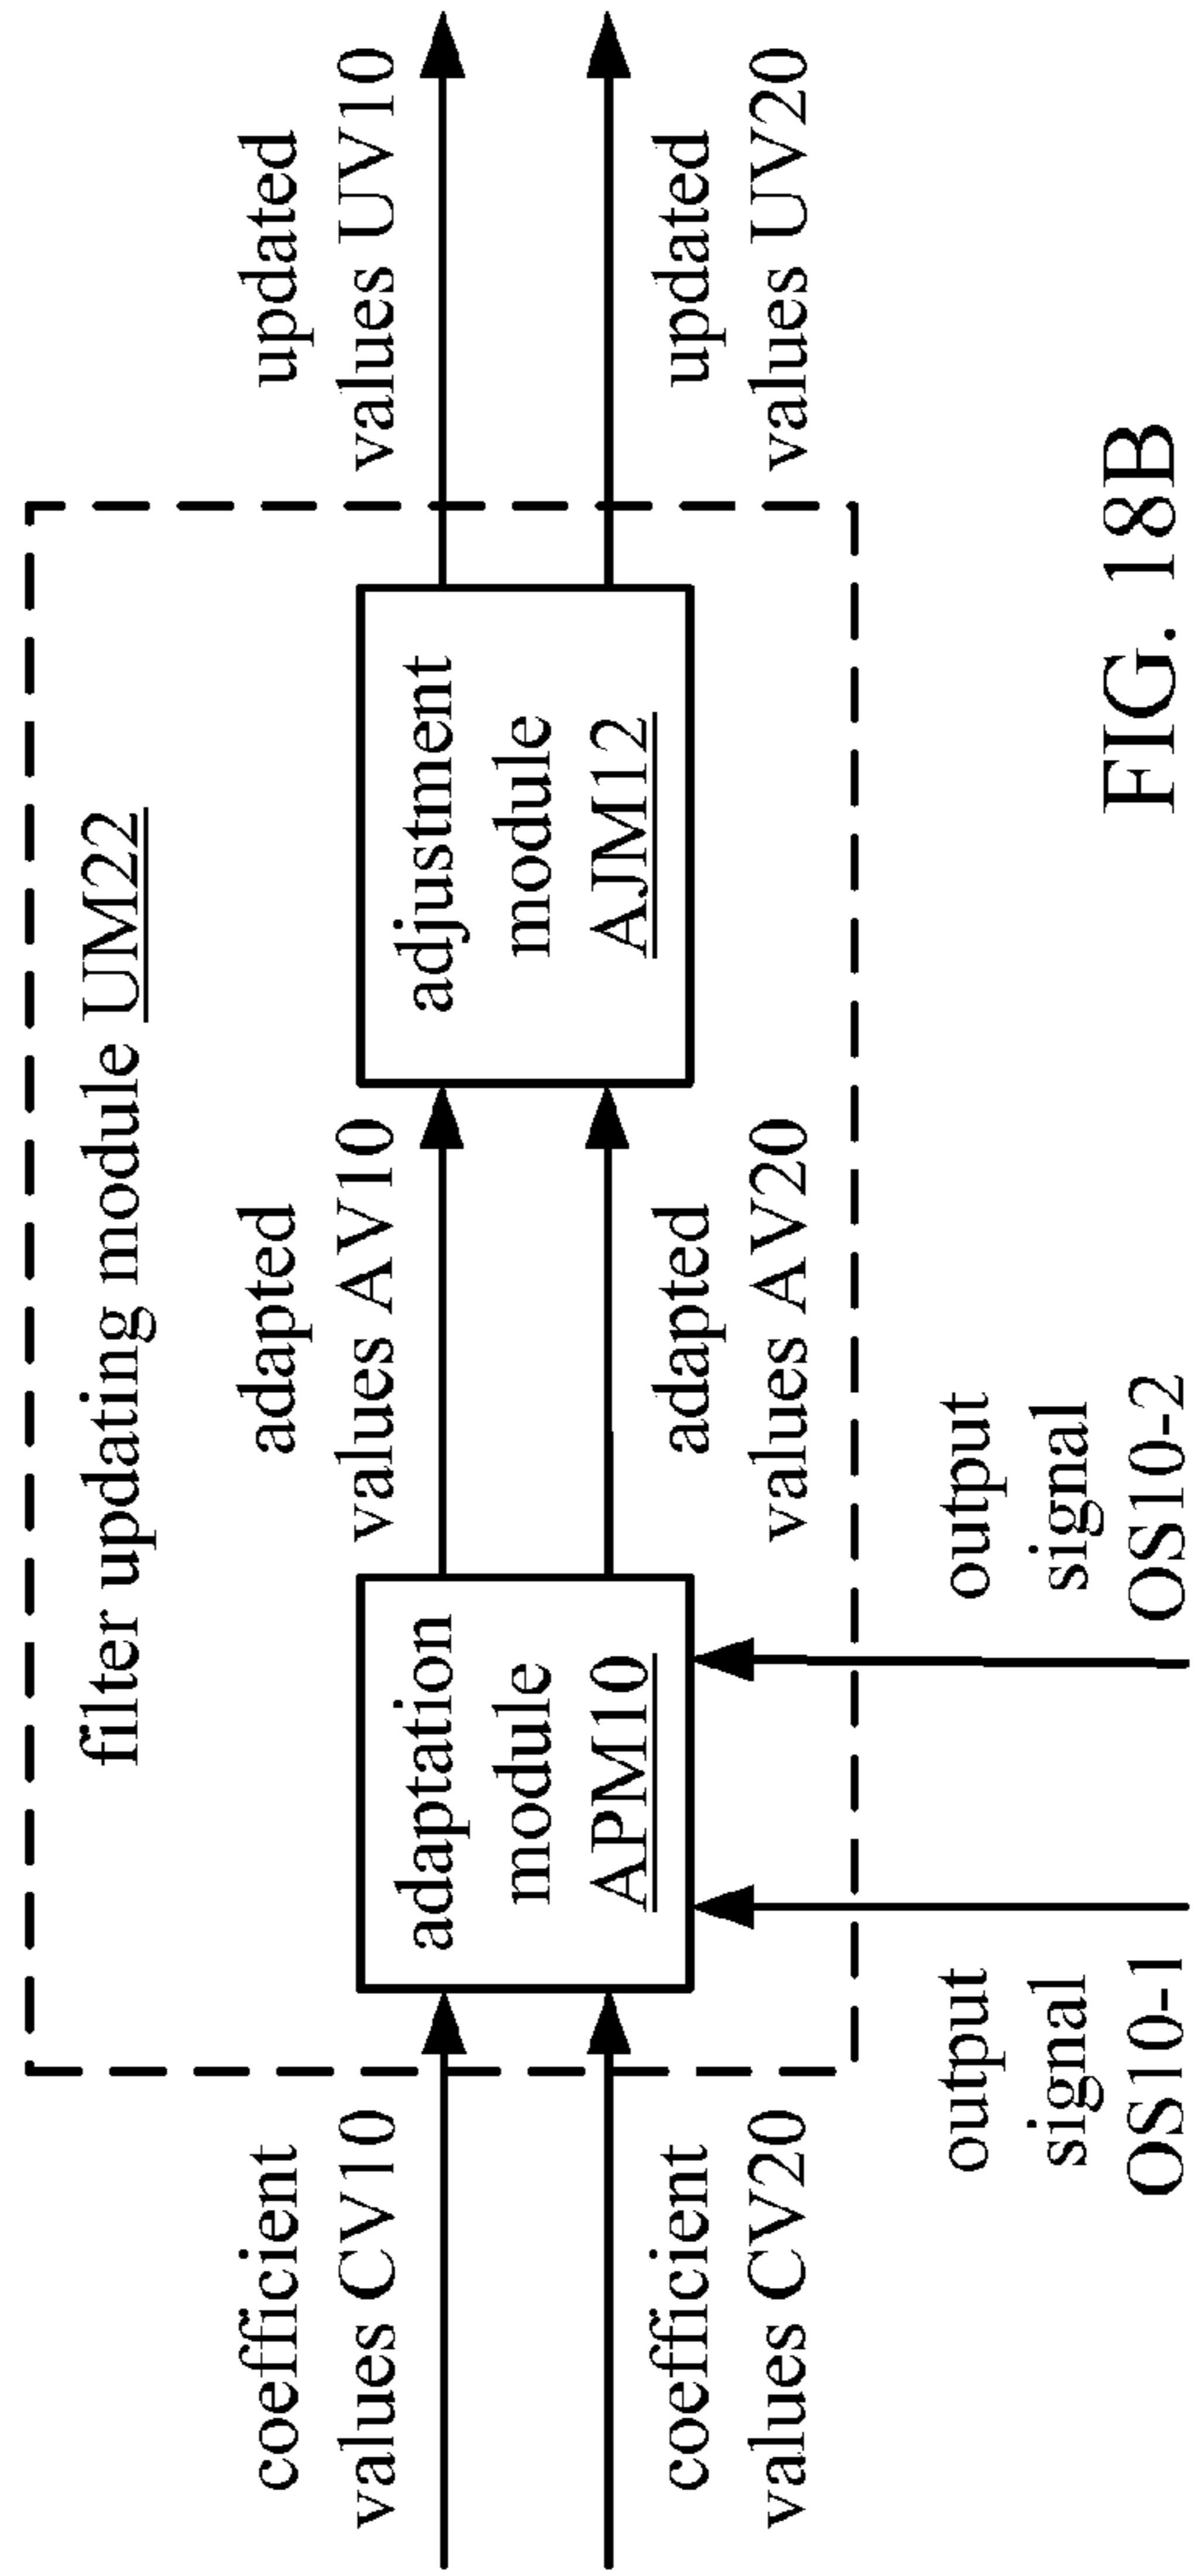 filter updating module UM22
coefficient
values CV10
adapted
values AV10
updated
values UV10
adaptation
module
APM10
adjustment
module
AJM12
coefficient
values CV20
adapted
values AV20
updated
values UV20
output
signal
OS10-1
output
signal
OS10-2
FIG. 18B